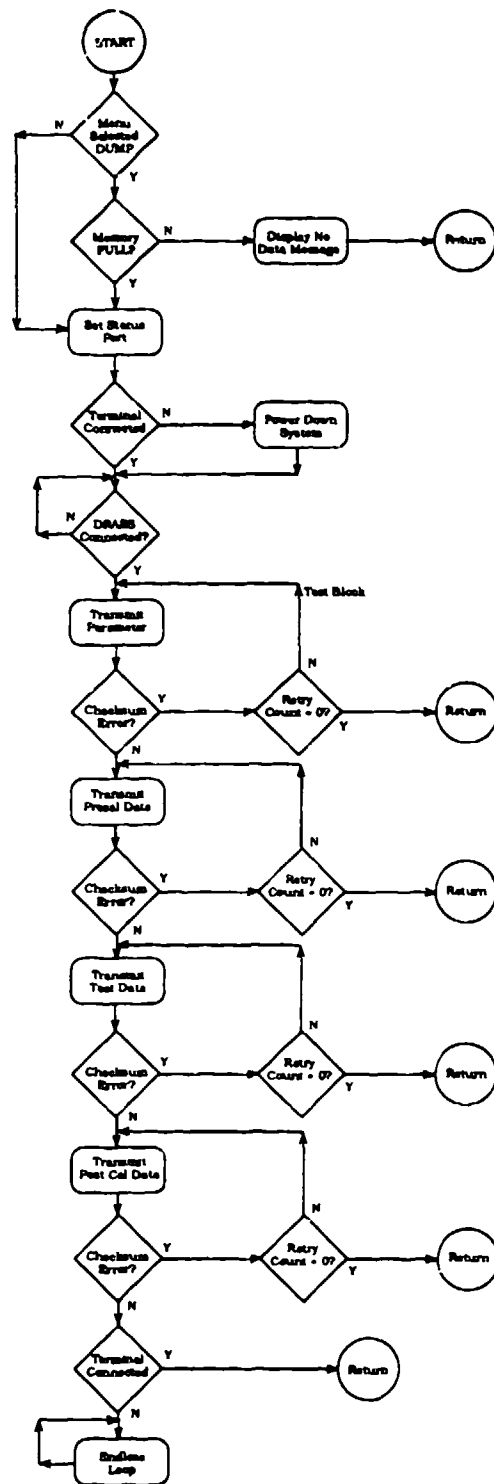 START
Menu
Selected
DUMP
N
Y
Memory
FULL?
N
Display No
Data Message
Return
Y
Set Status
Port
Terminal
Connected
N
Power Down
System
Y
N
Connected?
Y
Test Block
Transmit
Parameter
N
Checksum
Error?
Y
Retry
Count = 0?
Y
Return
N
Transmit
Data
N
Checksum
Error?
Y
Retry
Count = 0?
Y
Return
N
Transmit
Test Data
N
Checksum
Error?
Y
Retry
Count = 0?
Y
Return
N
Transmit
Post Cal Data
N
Checksum
Error?
Y
Retry
Count = 0?
Y
Return
N
Terminal
Connected
Y
Return
N
Endless
Loop